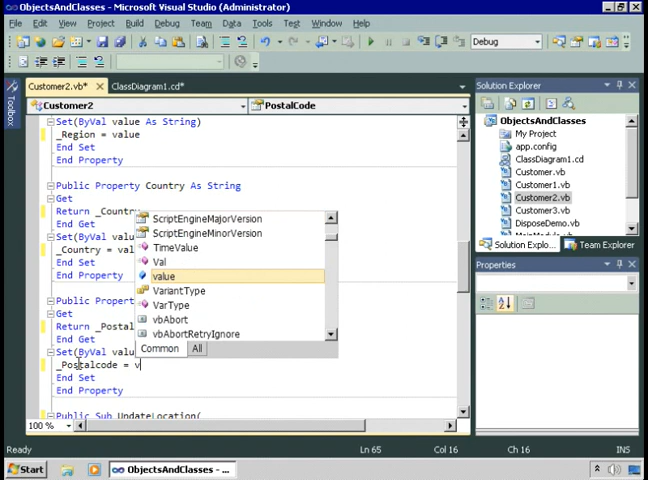 ObjectsAndClasses - Microsoft Visual Studio (Administrator)
File Edit View Project Build Debug Team Data Tools Test Window Help
Debug
Customer2.vb* ClassDiagram1.cd*
Customer2 PostalCode
Toolbox
Set(ByVal value As String)
_Region = value
End Set
End Property
Public Property Country As String
Get
Return _Country
End Get
Set(ByVal valu
_Country = val
End Set
End Property
Public Propert
Get
Return _Postal
End Get
Set(ByVal valu
_Postalcode = v
End Set
End Property
Public Sub UpdateLocation(
ScriptEngineMajorVersion
ScriptEngineMinorVersion
TimeValue
Val
value
VariantType
VarType
vbAbort
vbAbortRetryIgnore
Common All
100 %
Solution Explorer
ObjectsAndClasses
My Project
app.config
ClassDiagram1.cd
Customer.vb
Customer1.vb
Customer2.vb
Customer3.vb
DisposeDemo.vb
Solution Explo... Team Explorer
Properties
Ready Ln 65 Col 16 Ch 16 INS
Start ObjectsAndClasses - ...